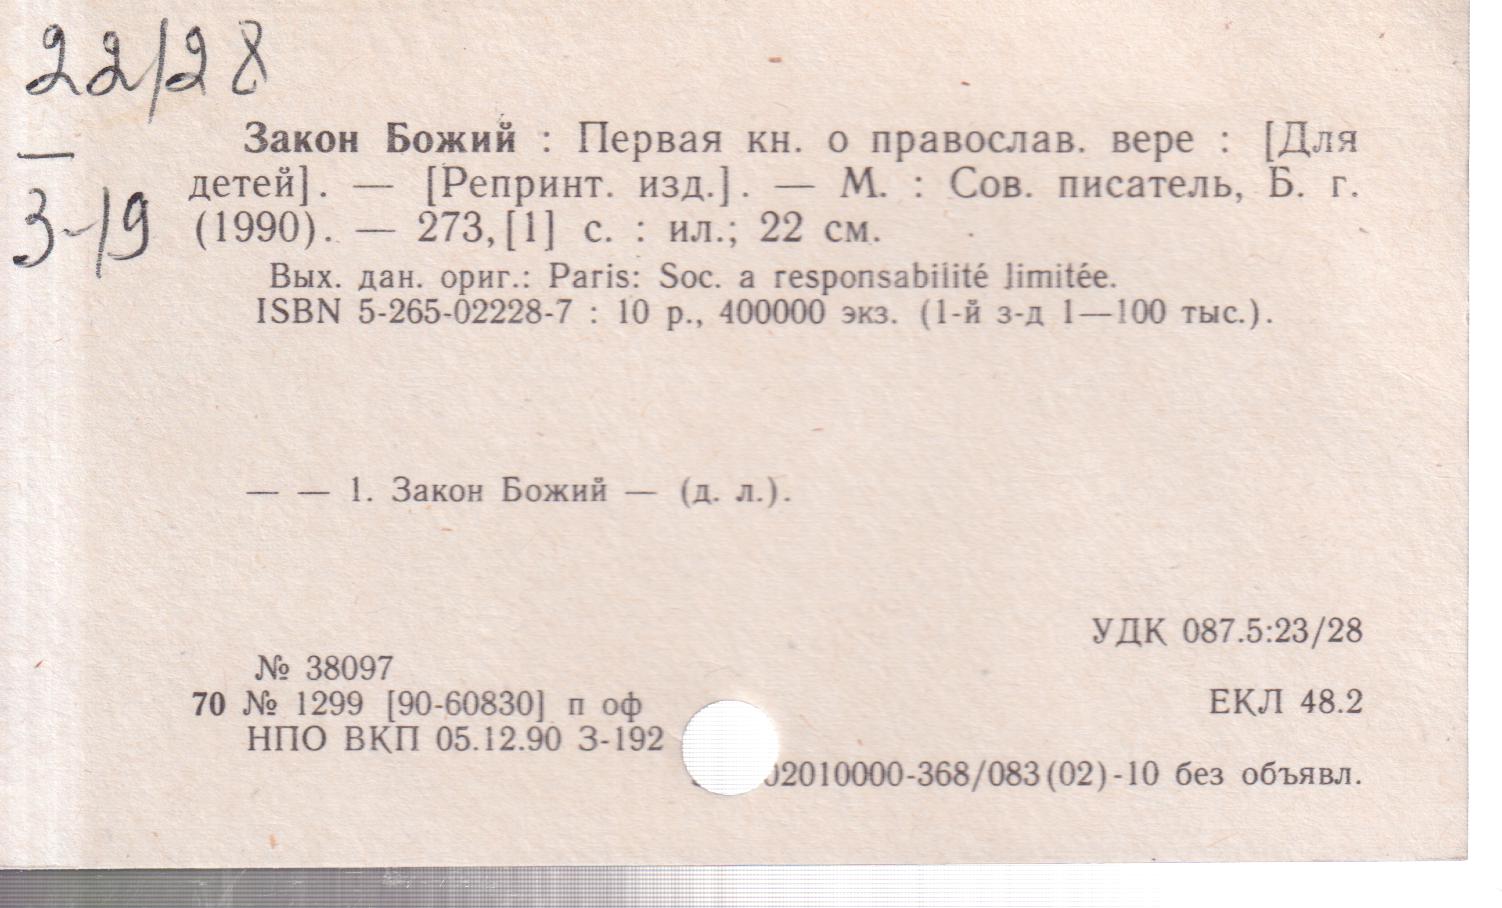 22/28
—
З-19
Закон Божий : Первая кн. о православ. вере : [Для
детей]. — [Репринт. изд.]. — М. : Сов. писатель, Б. г.
(1990). — 273,[1] с. : ил.; 22 см.
Вых. дан. ориг.: Paris: Soc. a responsabilité limitée.
ISBN 5-265-02228-7 : 10 р., 400000 экз. (1-й з-д 1—100 тыс.).
— — 1. Закон Божий — (д. л.).
УДК 087.5:23/28
№ 38097
70 № 1299 [90-60830] п оф
ЕКЛ 48.2
НПО ВКП 05.12.90 З-192
02010000-368/083(02)-10 без объявл.